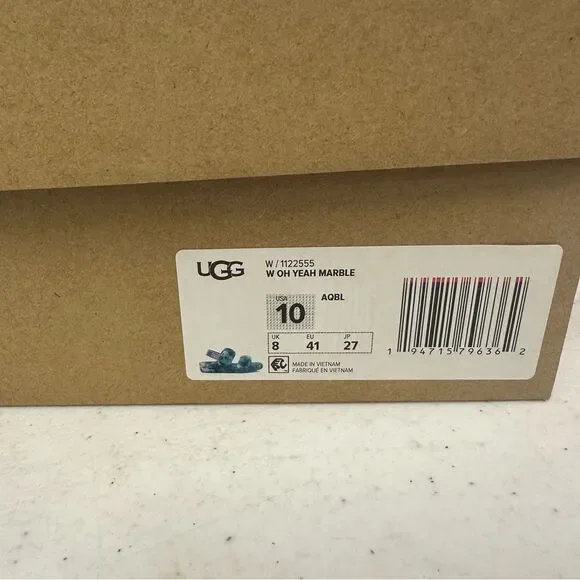 UGG
W / 1122555
W OH YEAH MARBLE
USA
10
AQBL
UK EU JP
8 41 27
MADE IN VIETNAM
FABRIQUÉ EN VIETNAM
1 94715 79636 2